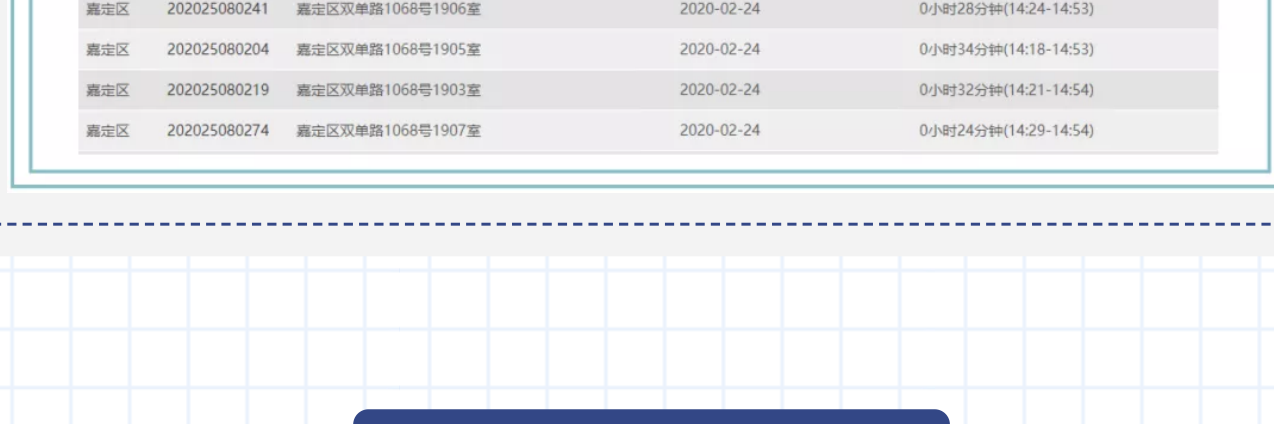 嘉定区 202025080241 嘉定区双单路1068号1906室 2020-02-24 0小时28分钟(14:24-14:53)
嘉定区 202025080204 嘉定区双单路1068号1905室 2020-02-24 0小时34分钟(14:18-14:53)
嘉定区 202025080219 嘉定区双单路1068号1903室 2020-02-24 0小时32分钟(14:21-14:54)
嘉定区 202025080274 嘉定区双单路1068号1907室 2020-02-24 0小时24分钟(14:29-14:54)